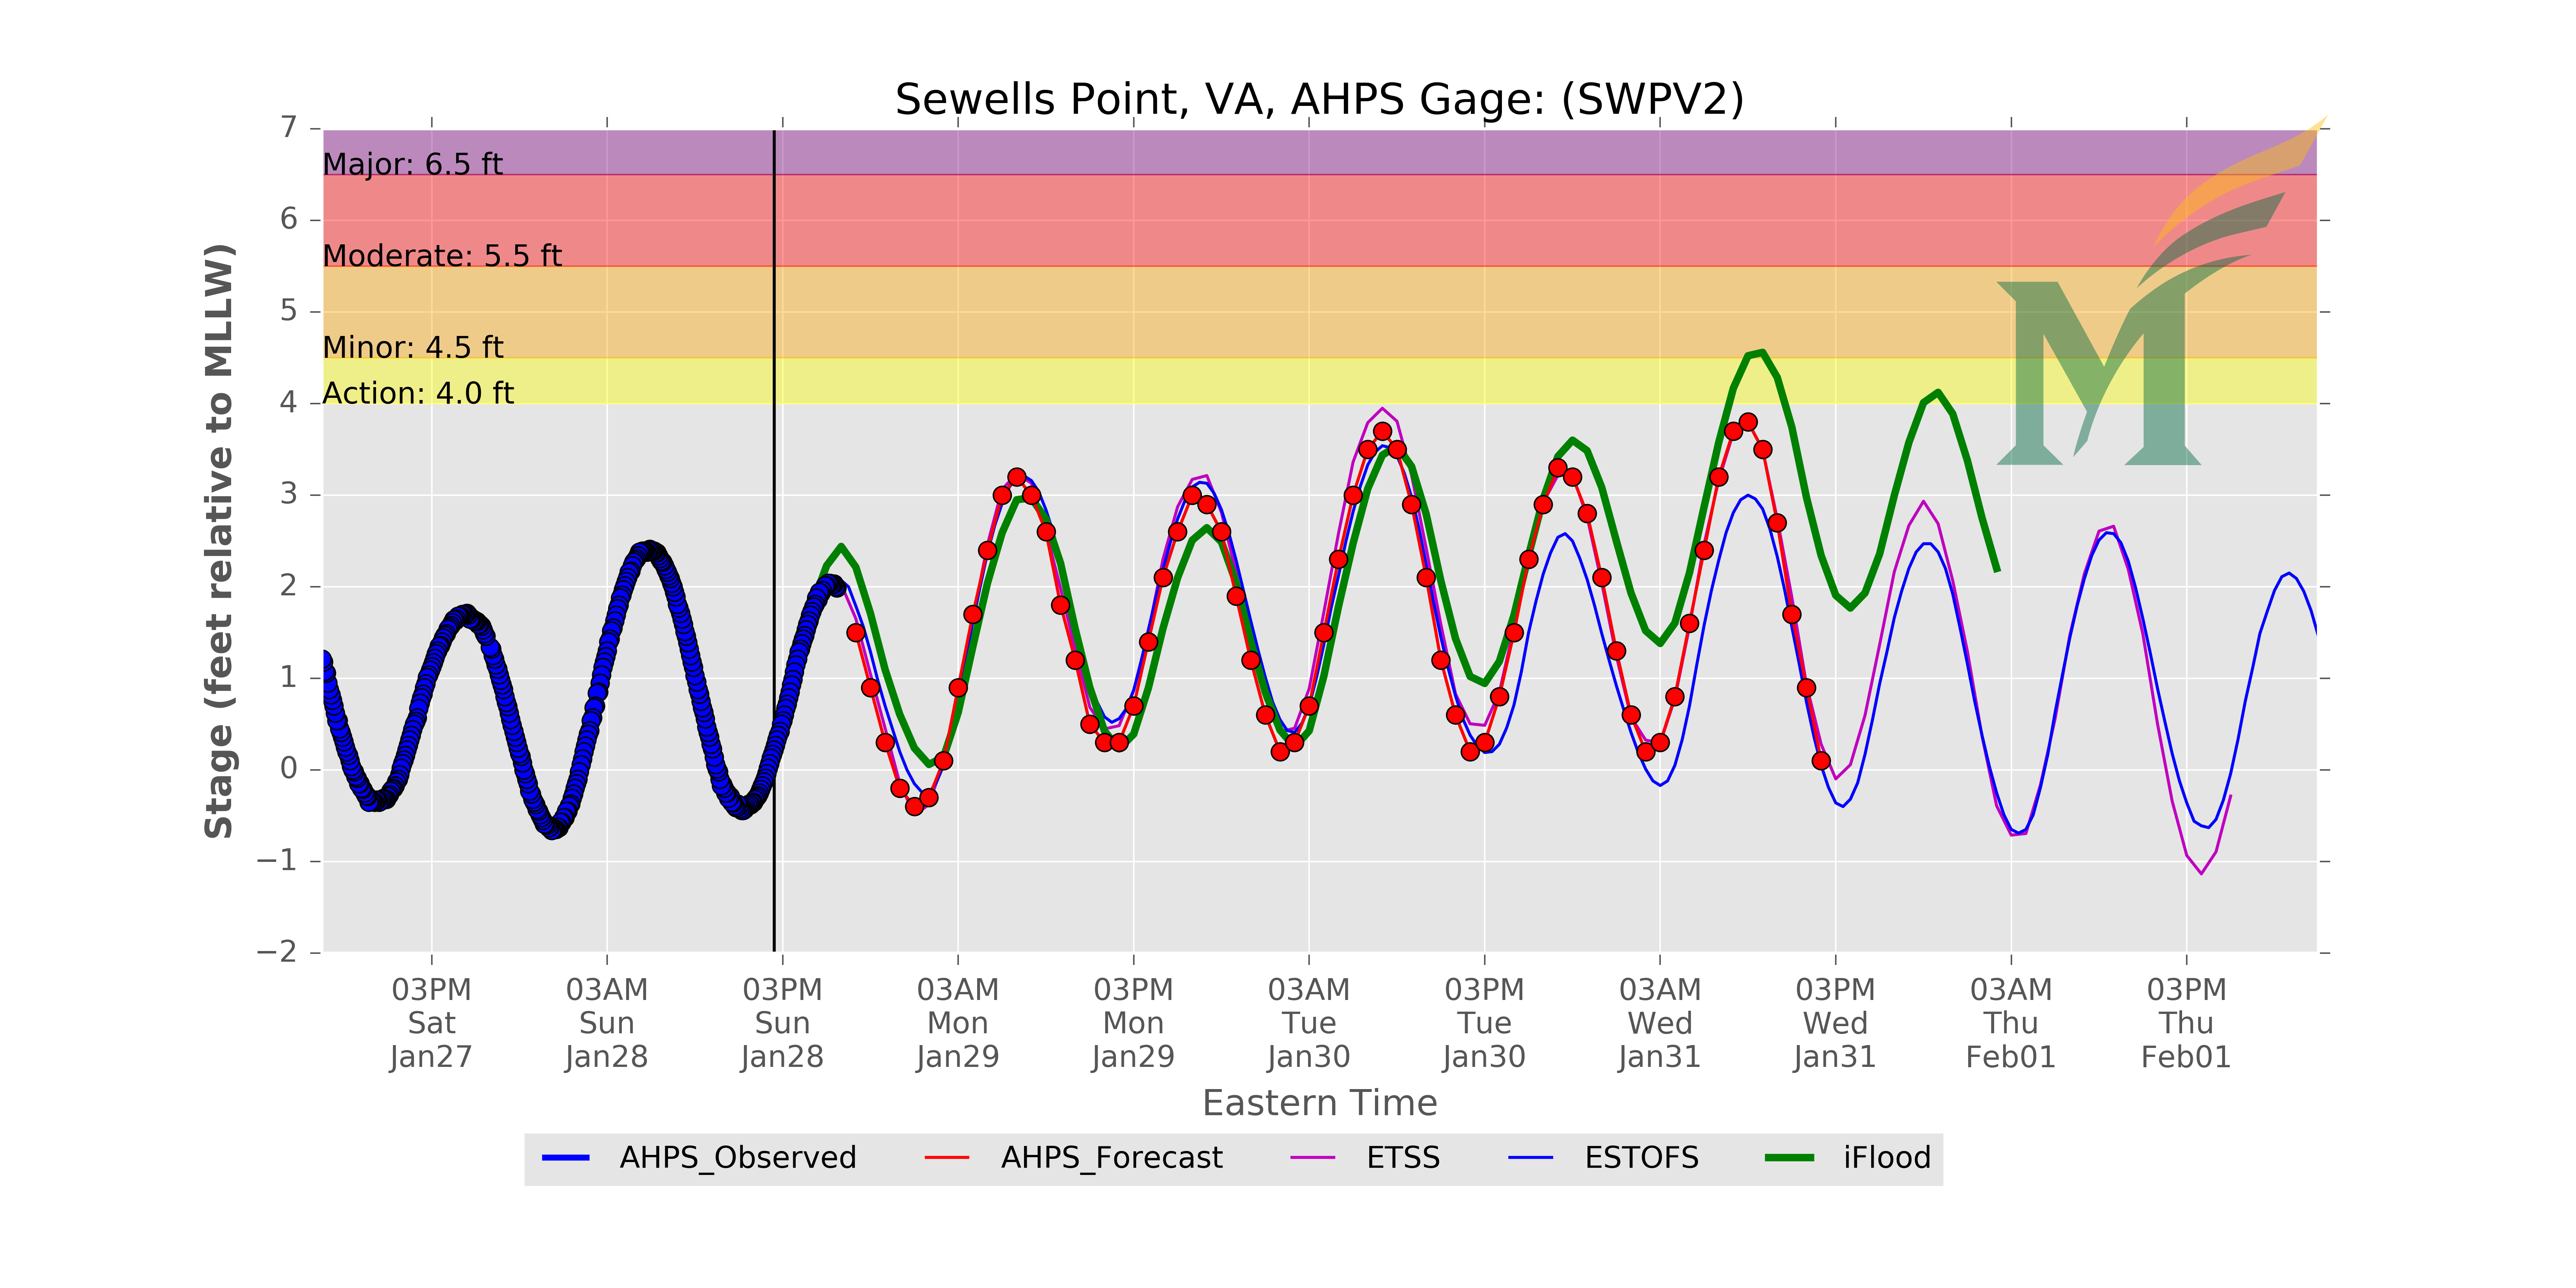 Sewells Point, VA, AHPS Gage: (SWPV2)
7
6
5
4
3
2
1
0
−1
−2
Stage (feet relative to MLLW)
Major: 6.5 ft
Moderate: 5.5 ft
Minor: 4.5 ft
Action: 4.0 ft
M
03PM Sat Jan27
03AM Sun Jan28
03PM Sun Jan28
03AM Mon Jan29
03PM Mon Jan29
03AM Tue Jan30
03PM Tue Jan30
03AM Wed Jan31
03PM Wed Jan31
03AM Thu Feb01
03PM Thu Feb01
Eastern Time
AHPS_Observed AHPS_Forecast ETSS ESTOFS iFlood